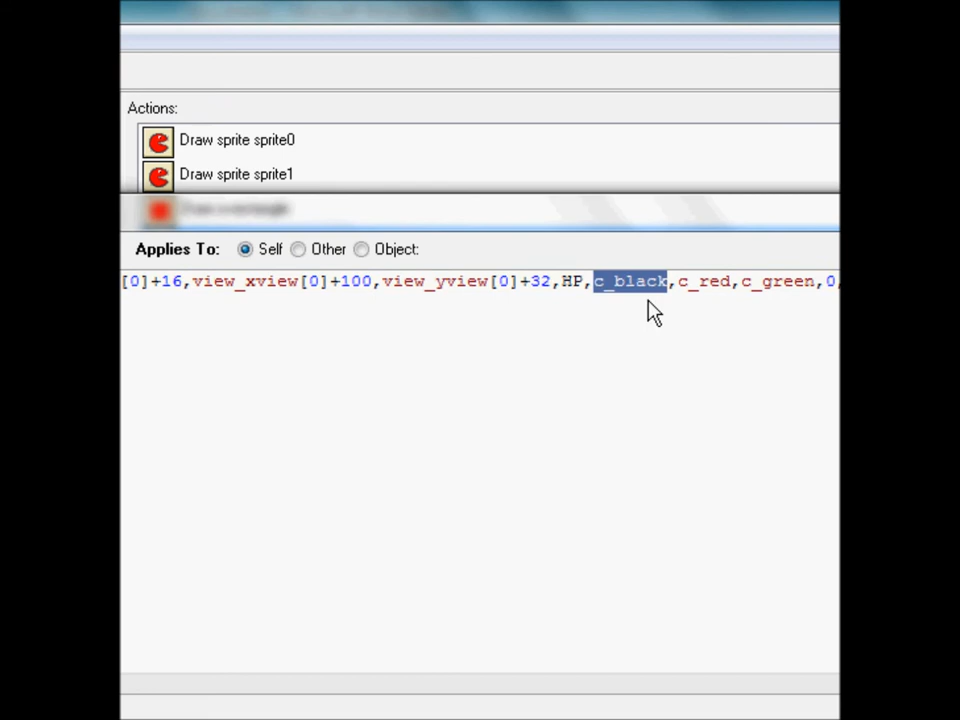 Actions:
Draw sprite sprite0
Draw sprite sprite1
Applies To: Self Other Object:
[0]+16,view_xview[0]+100,view_yview[0]+32,HP,c_black,c_red,c_green,0,